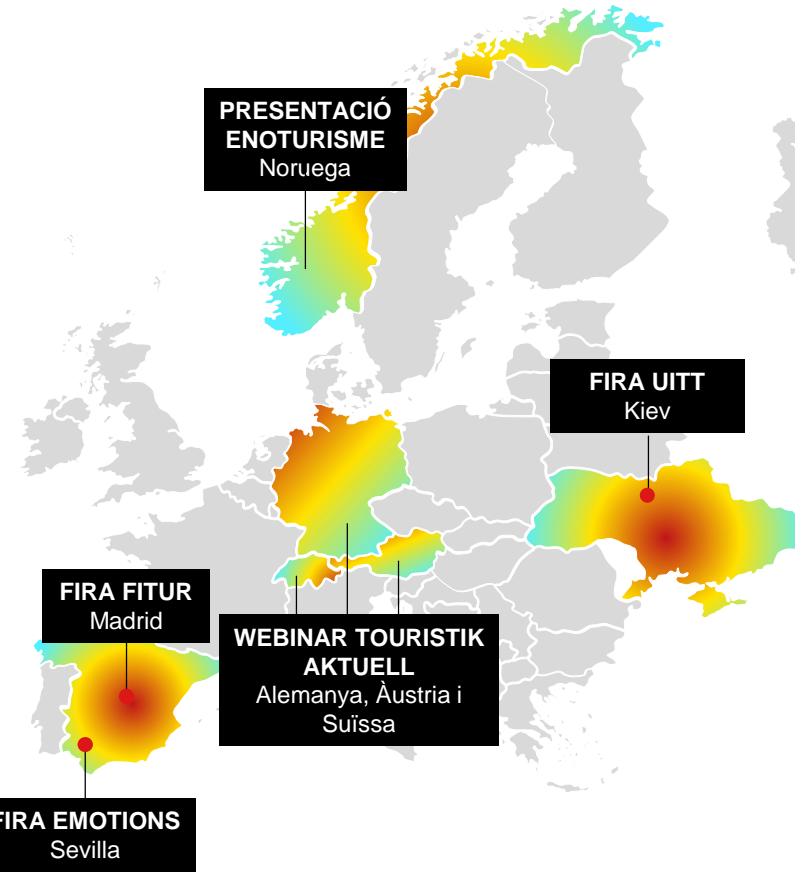 PRESENTACIÓ
ENOTURISME
Noruega
FIRA UITT
Kiev
FIRA FITUR
Madrid
WEBINAR TOURISTIK
AKTUELL
Alemanya, Àustria i
Suïssa
FIRA EMOTIONS
Sevilla